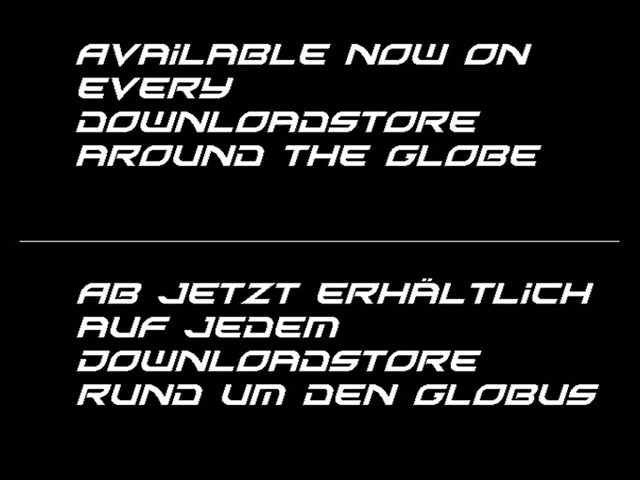 AVAiLABLE NOW ON
EVERY
DOWNLOADSTORE
AROUND THE GLOBE
AB JETZT ERHÄLTLiCH
AUF JEDEM
DOWNLOADSTORE
RUND UM DEN GLOBUS